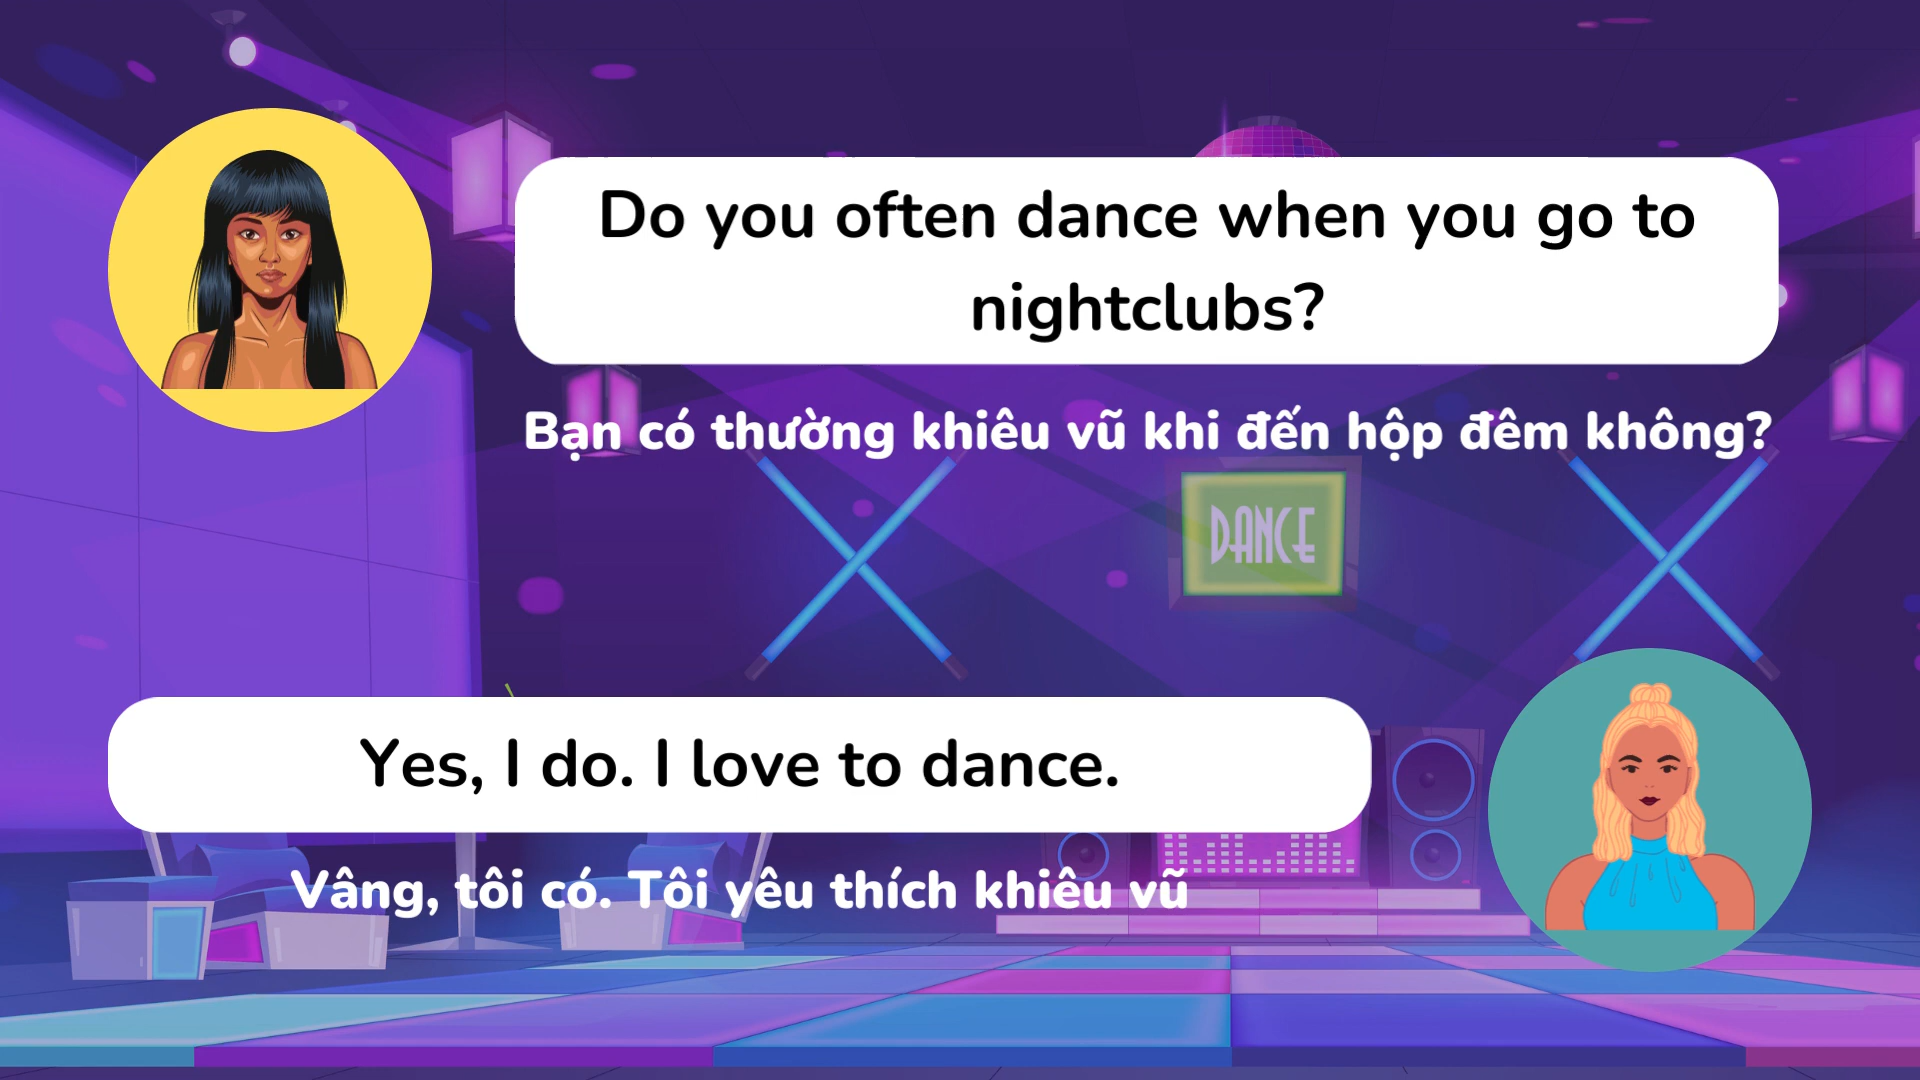 Do you often dance when you go to
nightclubs?
Bạn có thường khiêu vũ khi đến hộp đêm không?
DANCE
Yes, I do. I love to dance.
Vâng, tôi có. Tôi yêu thích khiêu vũ